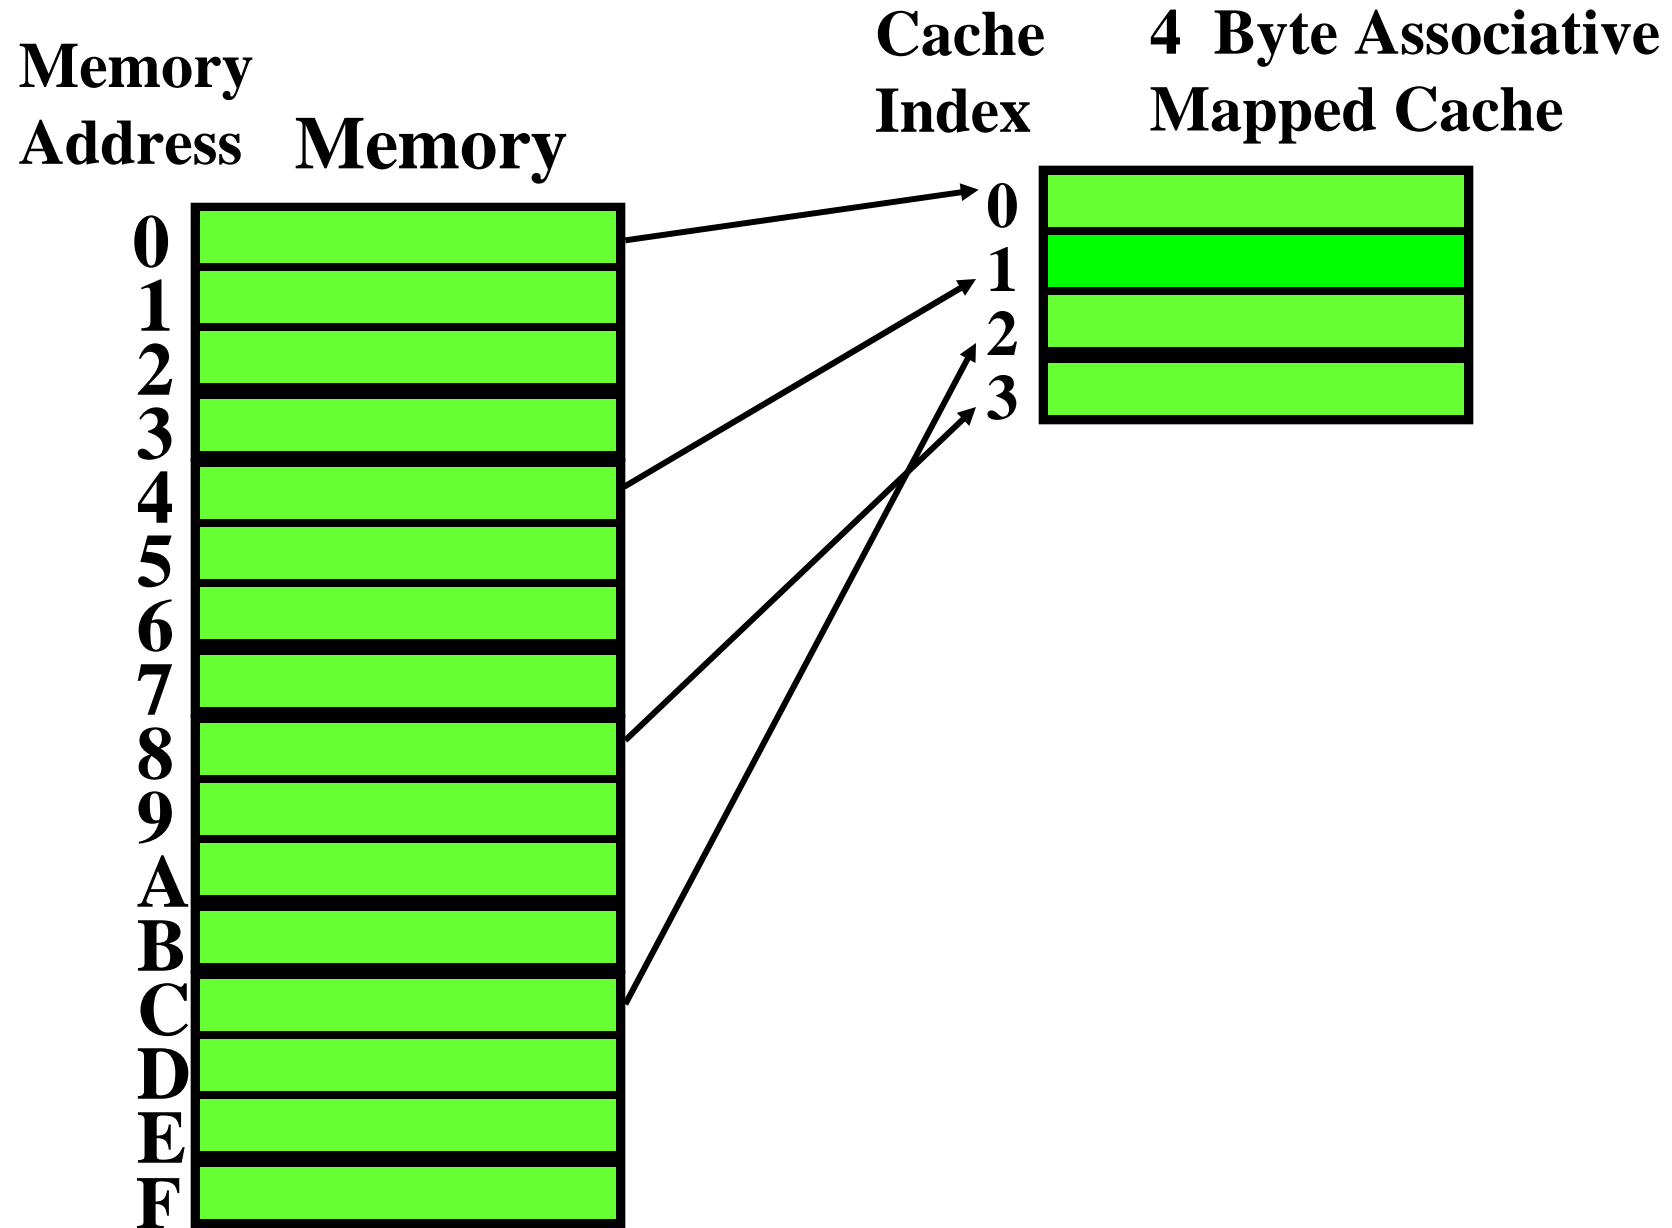 Memory
Address
Memory
0
1
2
3
4
5
6
7
8
9
A
B
C
D
E
F
Cache
Index
4 Byte Associative
Mapped Cache
0
1
2
3